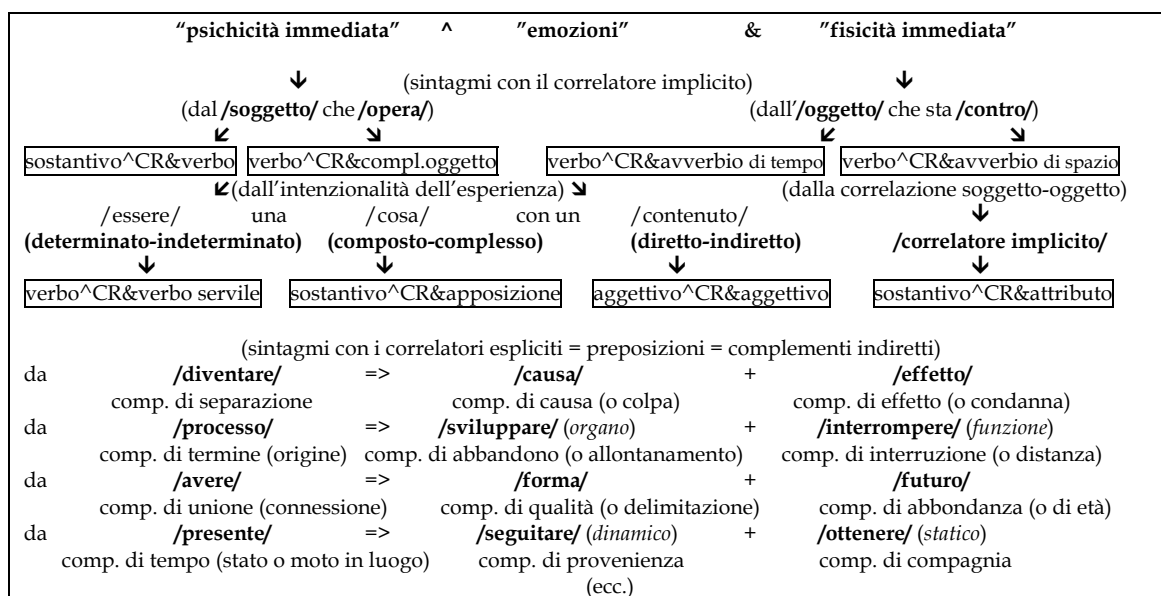 “psichicità immediata” ^ ”emozioni” & ”fisicità immediata”
(sintagmi con il correlatore implicito)
(dal /soggetto/ che /opera/) (dall'/oggetto/ che sta /contro/)
sostantivo^CR&verbo verbo^CR&compl.oggetto verbo^CR&avverbio di tempo verbo^CR&avverbio di spazio
(dall'intenzionalità dell'esperienza) (dalla correlazione soggetto-oggetto)
/essere/ una /cosa/ con un /contenuto/
(determinato-indeterminato) (composto-complesso) (diretto-indiretto) /correlatore implicito/
verbo^CR&verbo servile sostantivo^CR&apposizione aggettivo^CR&aggettivo sostantivo^CR&attributo
(sintagmi con i correlatori espliciti = preposizioni = complementi indiretti)
da /diventare/ => /causa/ + /effetto/
comp. di separazione comp. di causa (o colpa) comp. di effetto (o condanna)
da /processo/ => /sviluppare/ (organo) + /interrompere/ (funzione)
comp. di termine (origine) comp. di abbandono (o allontanamento) comp. di interruzione (o distanza)
da /avere/ => /forma/ + /futuro/
comp. di unione (connessione) comp. di qualità (o delimitazione) comp. di abbondanza (o di età)
da /presente/ => /seguitare/ (dinamico) + /ottenere/ (statico)
comp. di tempo (stato o moto in luogo) comp. di provenienza comp. di compagnia
(ecc.)